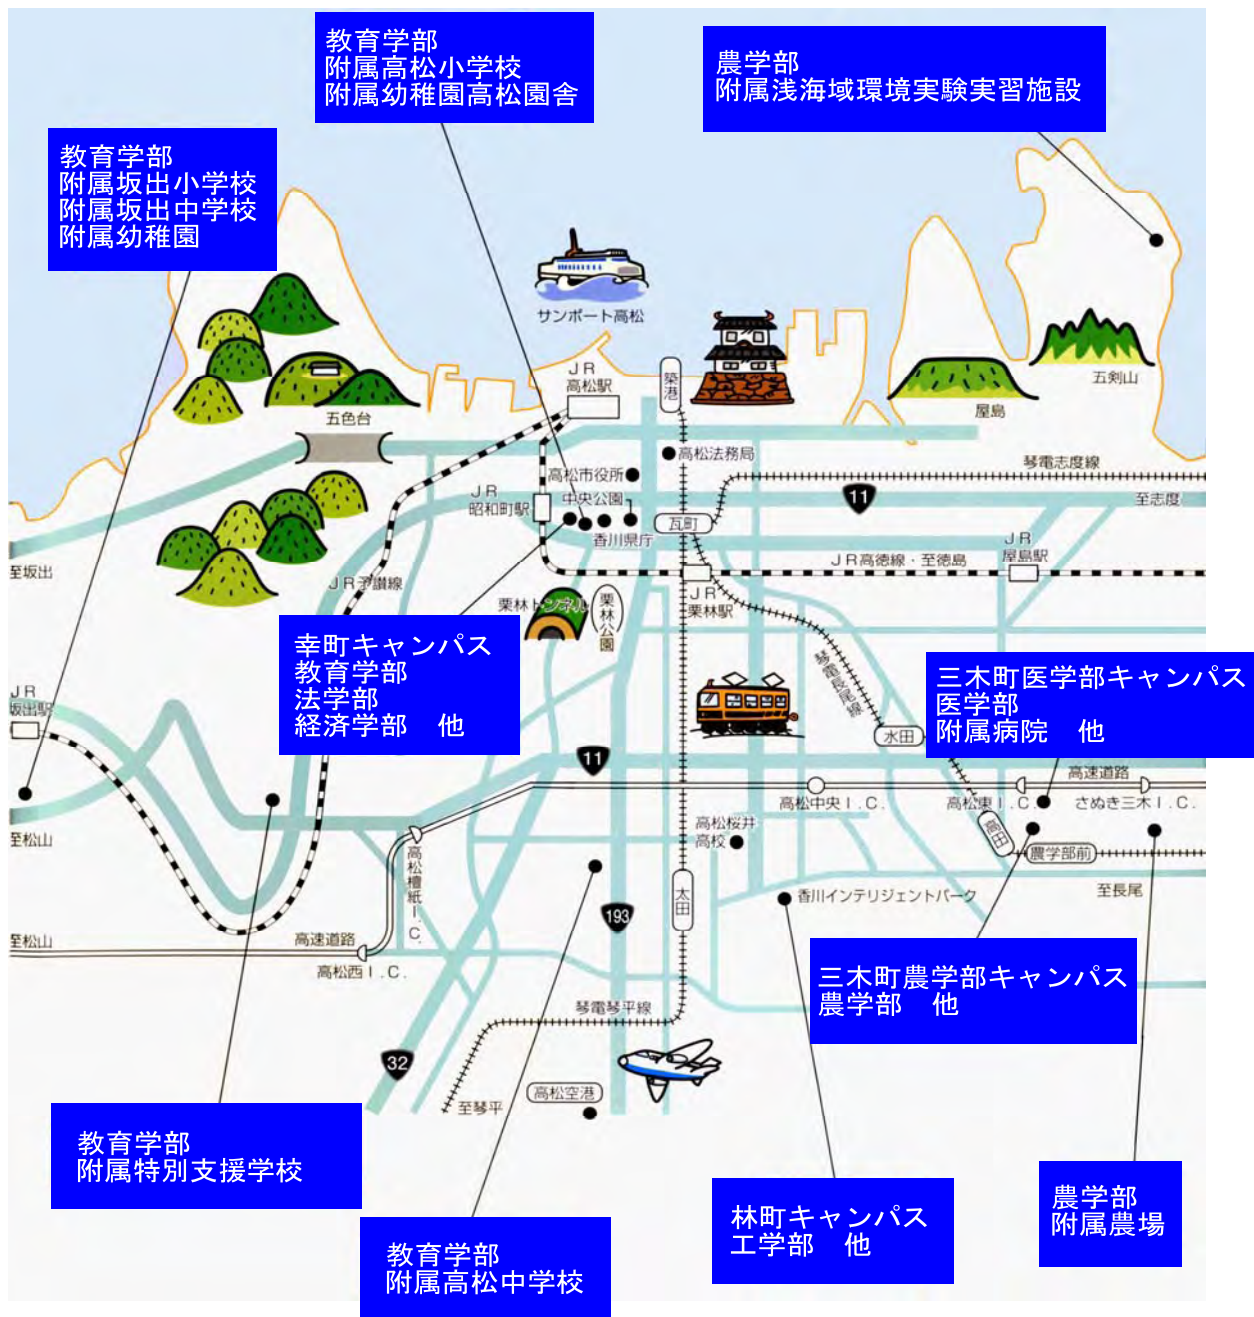 教育学部
附属高松小学校
附属幼稚園高松園舎
農学部
附属浅海域環境実験実習施設
教育学部
附属坂出小学校
附属坂出中学校
附属幼稚園
サンポート高松
JR
高松駅
築港
五剣山
屋島
五色台
高松法務局
琴電志度線
高松市役所
JR
昭和町駅
中央公園
11
至志度
瓦町
香川県庁
JR
屋島駅
JR高徳線・至徳島
至坂出
JR予讃線
JR
栗林駅
栗林トンネル
栗林公園
幸町キャンパス
教育学部
法学部
経済学部　他
琴電長尾線
三木町医学部キャンパス
医学部
附属病院　他
JR
坂出駅
水田
11
高速道路
高松中央I.C.
高松東I.C.
さぬき三木I.C.
高松桜井
高校
高田
農学部前
至松山
高松檀紙I.C.
太田
至長尾
香川インテリジェントパーク
193
至松山
高速道路
高松西I.C.
三木町農学部キャンパス
農学部　他
琴電琴平線
32
高松空港
至琴平
教育学部
附属特別支援学校
教育学部
附属高松中学校
林町キャンパス
工学部　他
農学部
附属農場